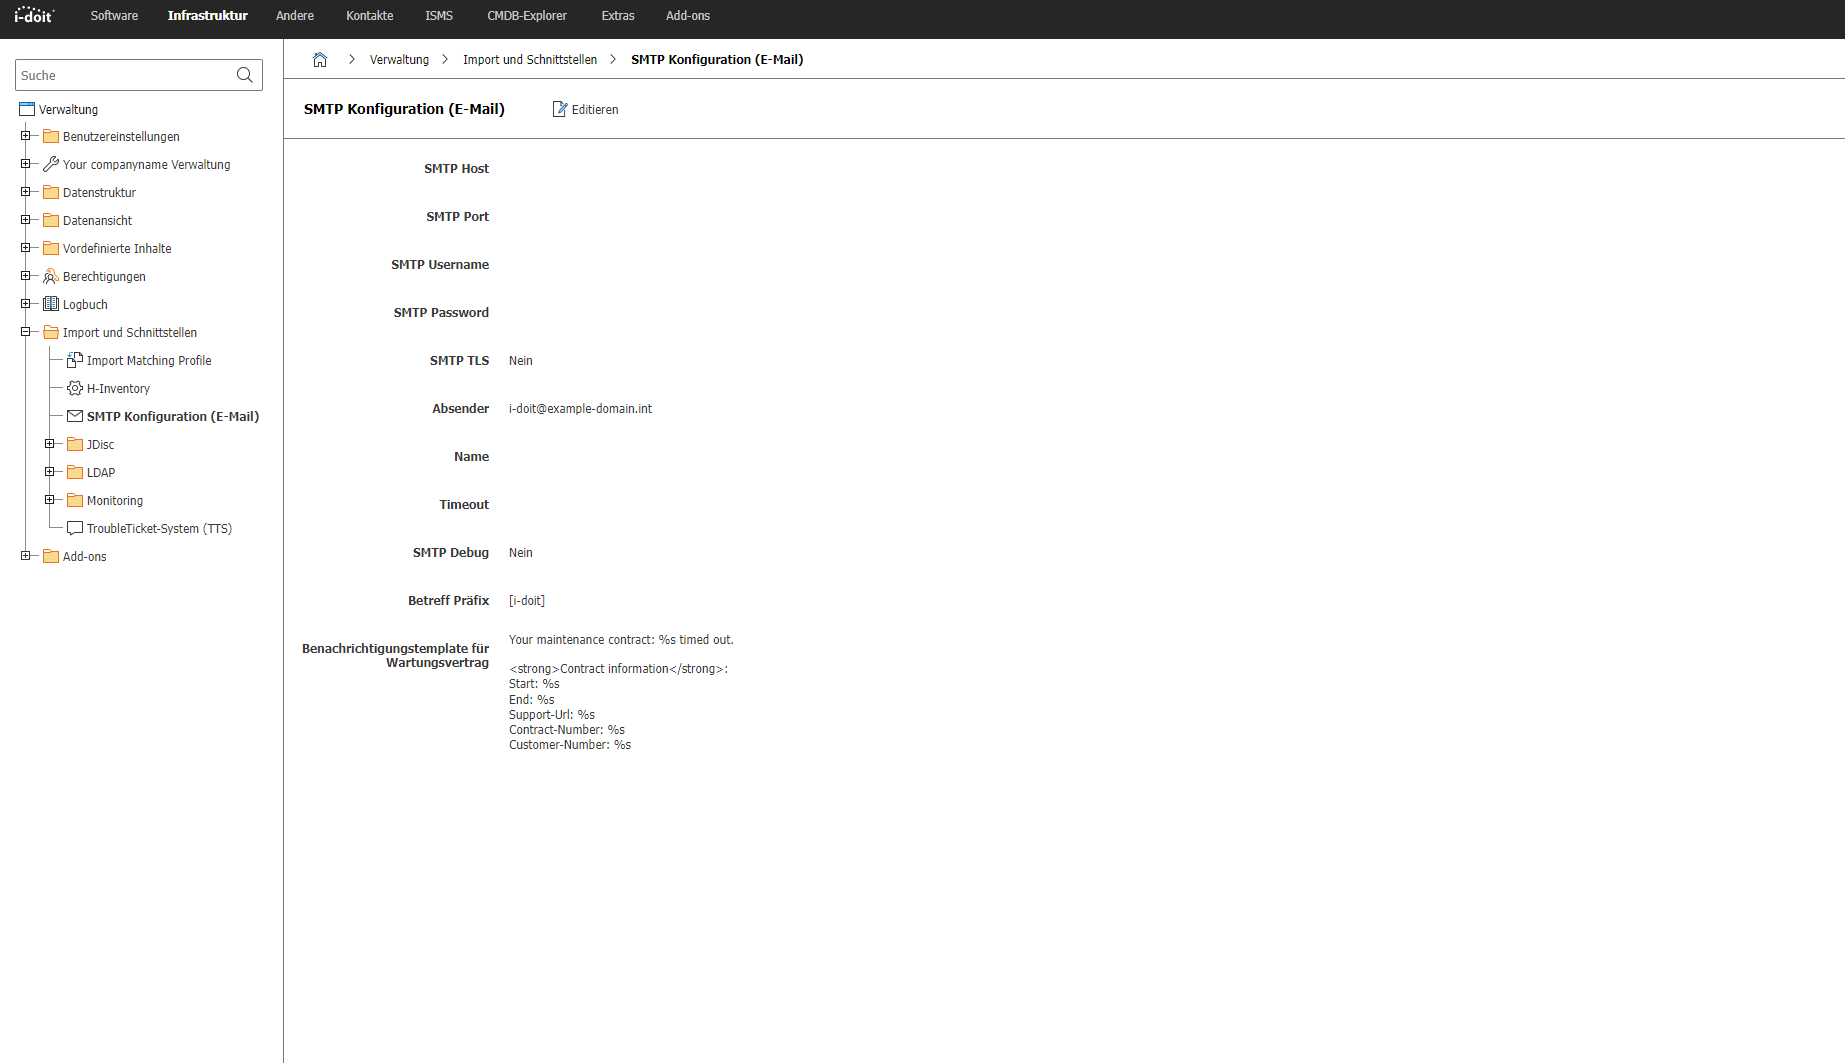 i-doit
Software
Infrastruktur
Andere
Kontakte
ISMS
CMDB-Explorer
Extras
Add-ons
Suche
Verwaltung
Benutzereinstellungen
Your companyname Verwaltung
Datenstruktur
Datenansicht
Vordefinierte Inhalte
Berechtigungen
Logbuch
Import und Schnittstellen
Import Matching Profile
H-Inventory
SMTP Konfiguration (E-Mail)
JDisc
LDAP
Monitoring
TroubleTicket-System (TTS)
Add-ons
Verwaltung > Import und Schnittstellen > SMTP Konfiguration (E-Mail)
SMTP Konfiguration (E-Mail)
Editieren
SMTP Host
SMTP Port
SMTP Username
SMTP Password
SMTP TLS Nein
Absender i-doit@example-domain.int
Name
Timeout
SMTP Debug Nein
Betreff Präfix [i-doit]
Benachrichtigungstemplate für
Wartungsvertrag
Your maintenance contract: %s timed out.
<strong>Contract information</strong>:
Start: %s
End: %s
Support-Url: %s
Contract-Number: %s
Customer-Number: %s